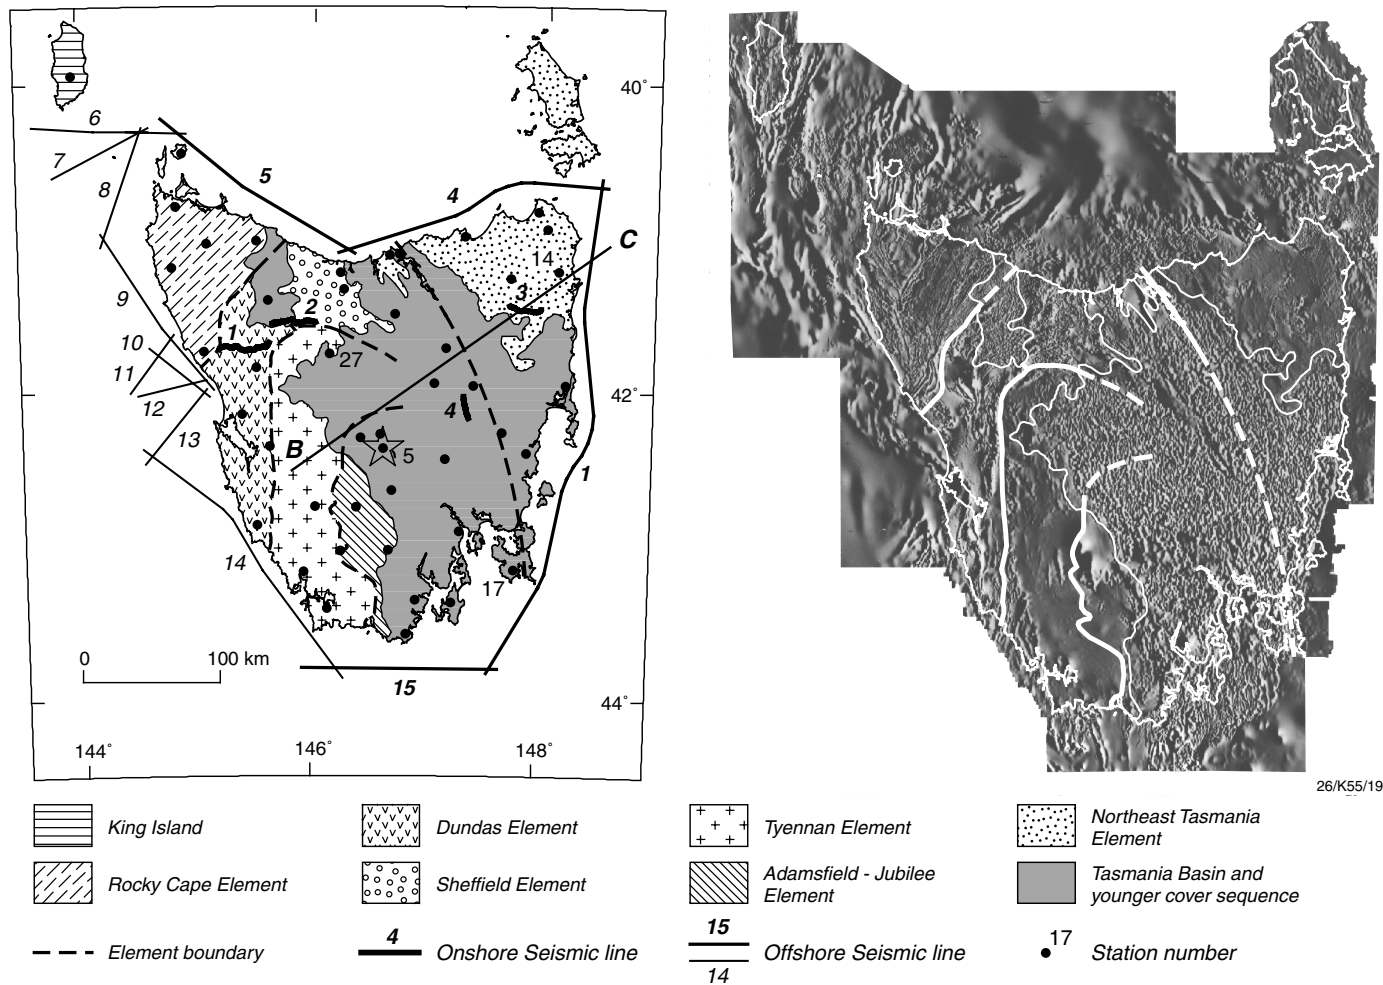 40°
6
7
8
5
4
C
14
9
3
2
1
10
27
11
42°
12
4
13
B
5
1
14
17
0 100 km
15
44°
144° 146° 148°
26/K55/19
King Island
Dundas Element
Tyennan Element
Northeast Tasmania
Element
Rocky Cape Element
Sheffield Element
Adamsfield - Jubilee
Element
Tasmania Basin and
younger cover sequence
Element boundary
4
Onshore Seismic line
15
14
Offshore Seismic line
17
Station number